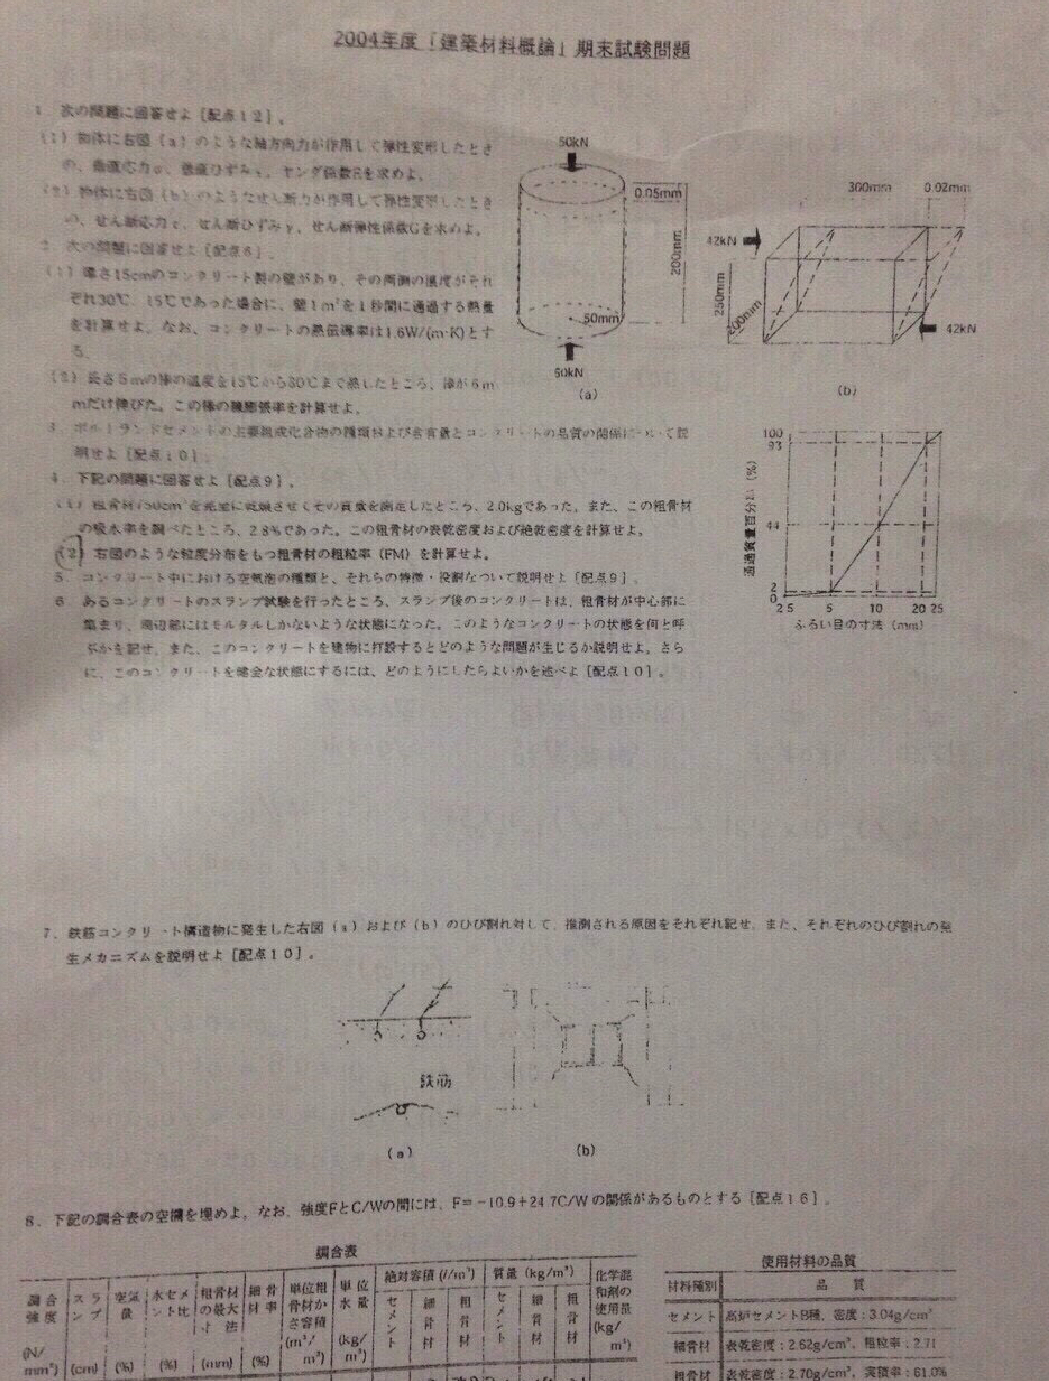 2004年度「建築材料概論」期末試験問題
1. 次の問題に回答せよ［配点12］。
(1) 物体に右図(a)のような軸方向力が作用して弾性変形したとき
の、垂直応力σ、垂直ひずみε、ヤング係数Eを求めよ。
(2) 物体に右図(b)のようなせん断力が作用して弾性変形したとき
の、せん断応力τ、せん断ひずみγ、せん断弾性係数Gを求めよ。
2. 次の問題に回答せよ［配点6］。
(1) 厚さ15cmのコンクリート製の壁があり、その両側の温度がそれ
ぞれ30℃、15℃であった場合に、壁1m²を1秒間に通過する熱量
を計算せよ。なお、コンクリートの熱伝導率は1.6W/(m·K)とす
る。
(2) 長さ5mの棒の温度を15℃から30℃まで熱したところ、棒が6m
mだけ伸びた。この棒の線膨張率を計算せよ。
3. ポルトランドセメントの主要組成化合物の種類および含有量とコンクリートの品質の関係について説
明せよ［配点10］。
4. 下記の問題に回答せよ［配点9］。
(1) 粗骨材750cm³を完全に乾燥させてその質量を測定したところ、2.0kgであった。また、この粗骨材
の吸水率を調べたところ、2.8%であった。この粗骨材の表乾密度および絶乾密度を計算せよ。
(2) 右図のような粒度分布をもつ粗骨材の粗粒率(FM)を計算せよ。
5. コンクリート中における空気泡の種類と、それらの特徴・役割などについて説明せよ［配点9］。
6. あるコンクリートのスランプ試験を行ったところ、スランプ後のコンクリートは、粗骨材が中心部に
集まり、周辺部にはモルタルしかないような状態になった。このようなコンクリートの状態を何と呼
ぶかを記せ。また、このコンクリートを建物に打設するとどのような問題が生じるか説明せよ。さら
に、このコンクリートを健全な状態にするには、どのようにしたらよいかを述べよ［配点10］。
50kN
0.05mm
200mm
50mm
50kN
(a)
300mm
0.02mm
42kN
250mm
200mm
42kN
(b)
通過質量百分率(%)
100
93
44
2
0
2.5 5 10 20 25
ふるい目の寸法(mm)
7. 鉄筋コンクリート構造物に発生した右図(a)および(b)のひび割れ対して、推測される原因をそれぞれ記せ。また、それぞれのひび割れの発
生メカニズムを説明せよ［配点10］。
鉄筋
(a)
(b)
8. 下記の調合表の空欄を埋めよ。なお、強度FとC/Wの間には、F=-10.9+24.7C/Wの関係があるものとする［配点16］。
調合表
調合強度(N/mm²) スランプ(cm) 空気量(%) 水セメント比(%) 粗骨材の最大寸法(mm) 細骨材率(%) 単位粗骨材かさ容積(m³/m³) 単位水量(kg/m³) 絶対容積(ℓ/m³) セメント 細骨材 粗骨材 質量(kg/m³) セメント 細骨材 粗骨材 化学混和剤の使用量(kg/m³)
使用材料の品質
材料種別 品質
セメント 高炉セメントB種、密度:3.04g/cm³
細骨材 表乾密度:2.62g/cm³、粗粒率:2.71
粗骨材 表乾密度:2.70g/cm³、実積率:61.0%